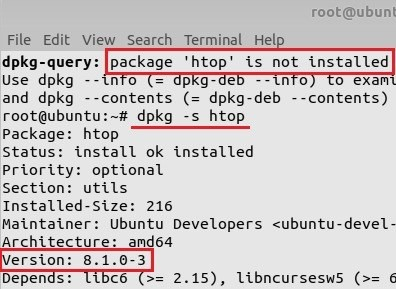 root@ubunt
File Edit View Search Terminal Help
dpkg-query: package 'htop' is not installed
Use dpkg --info (= dpkg-deb --info) to exami
and dpkg --contents (= dpkg-deb --contents)
root@ubuntu:~# dpkg -s htop
Package: htop
Status: install ok installed
Priority: optional
Section: utils
Installed-Size: 216
Maintainer: Ubuntu Developers <ubuntu-devel-
Architecture: amd64
Version: 8.1.0-3
Depends: libc6 (>= 2.15), libncursesw5 (>= 6